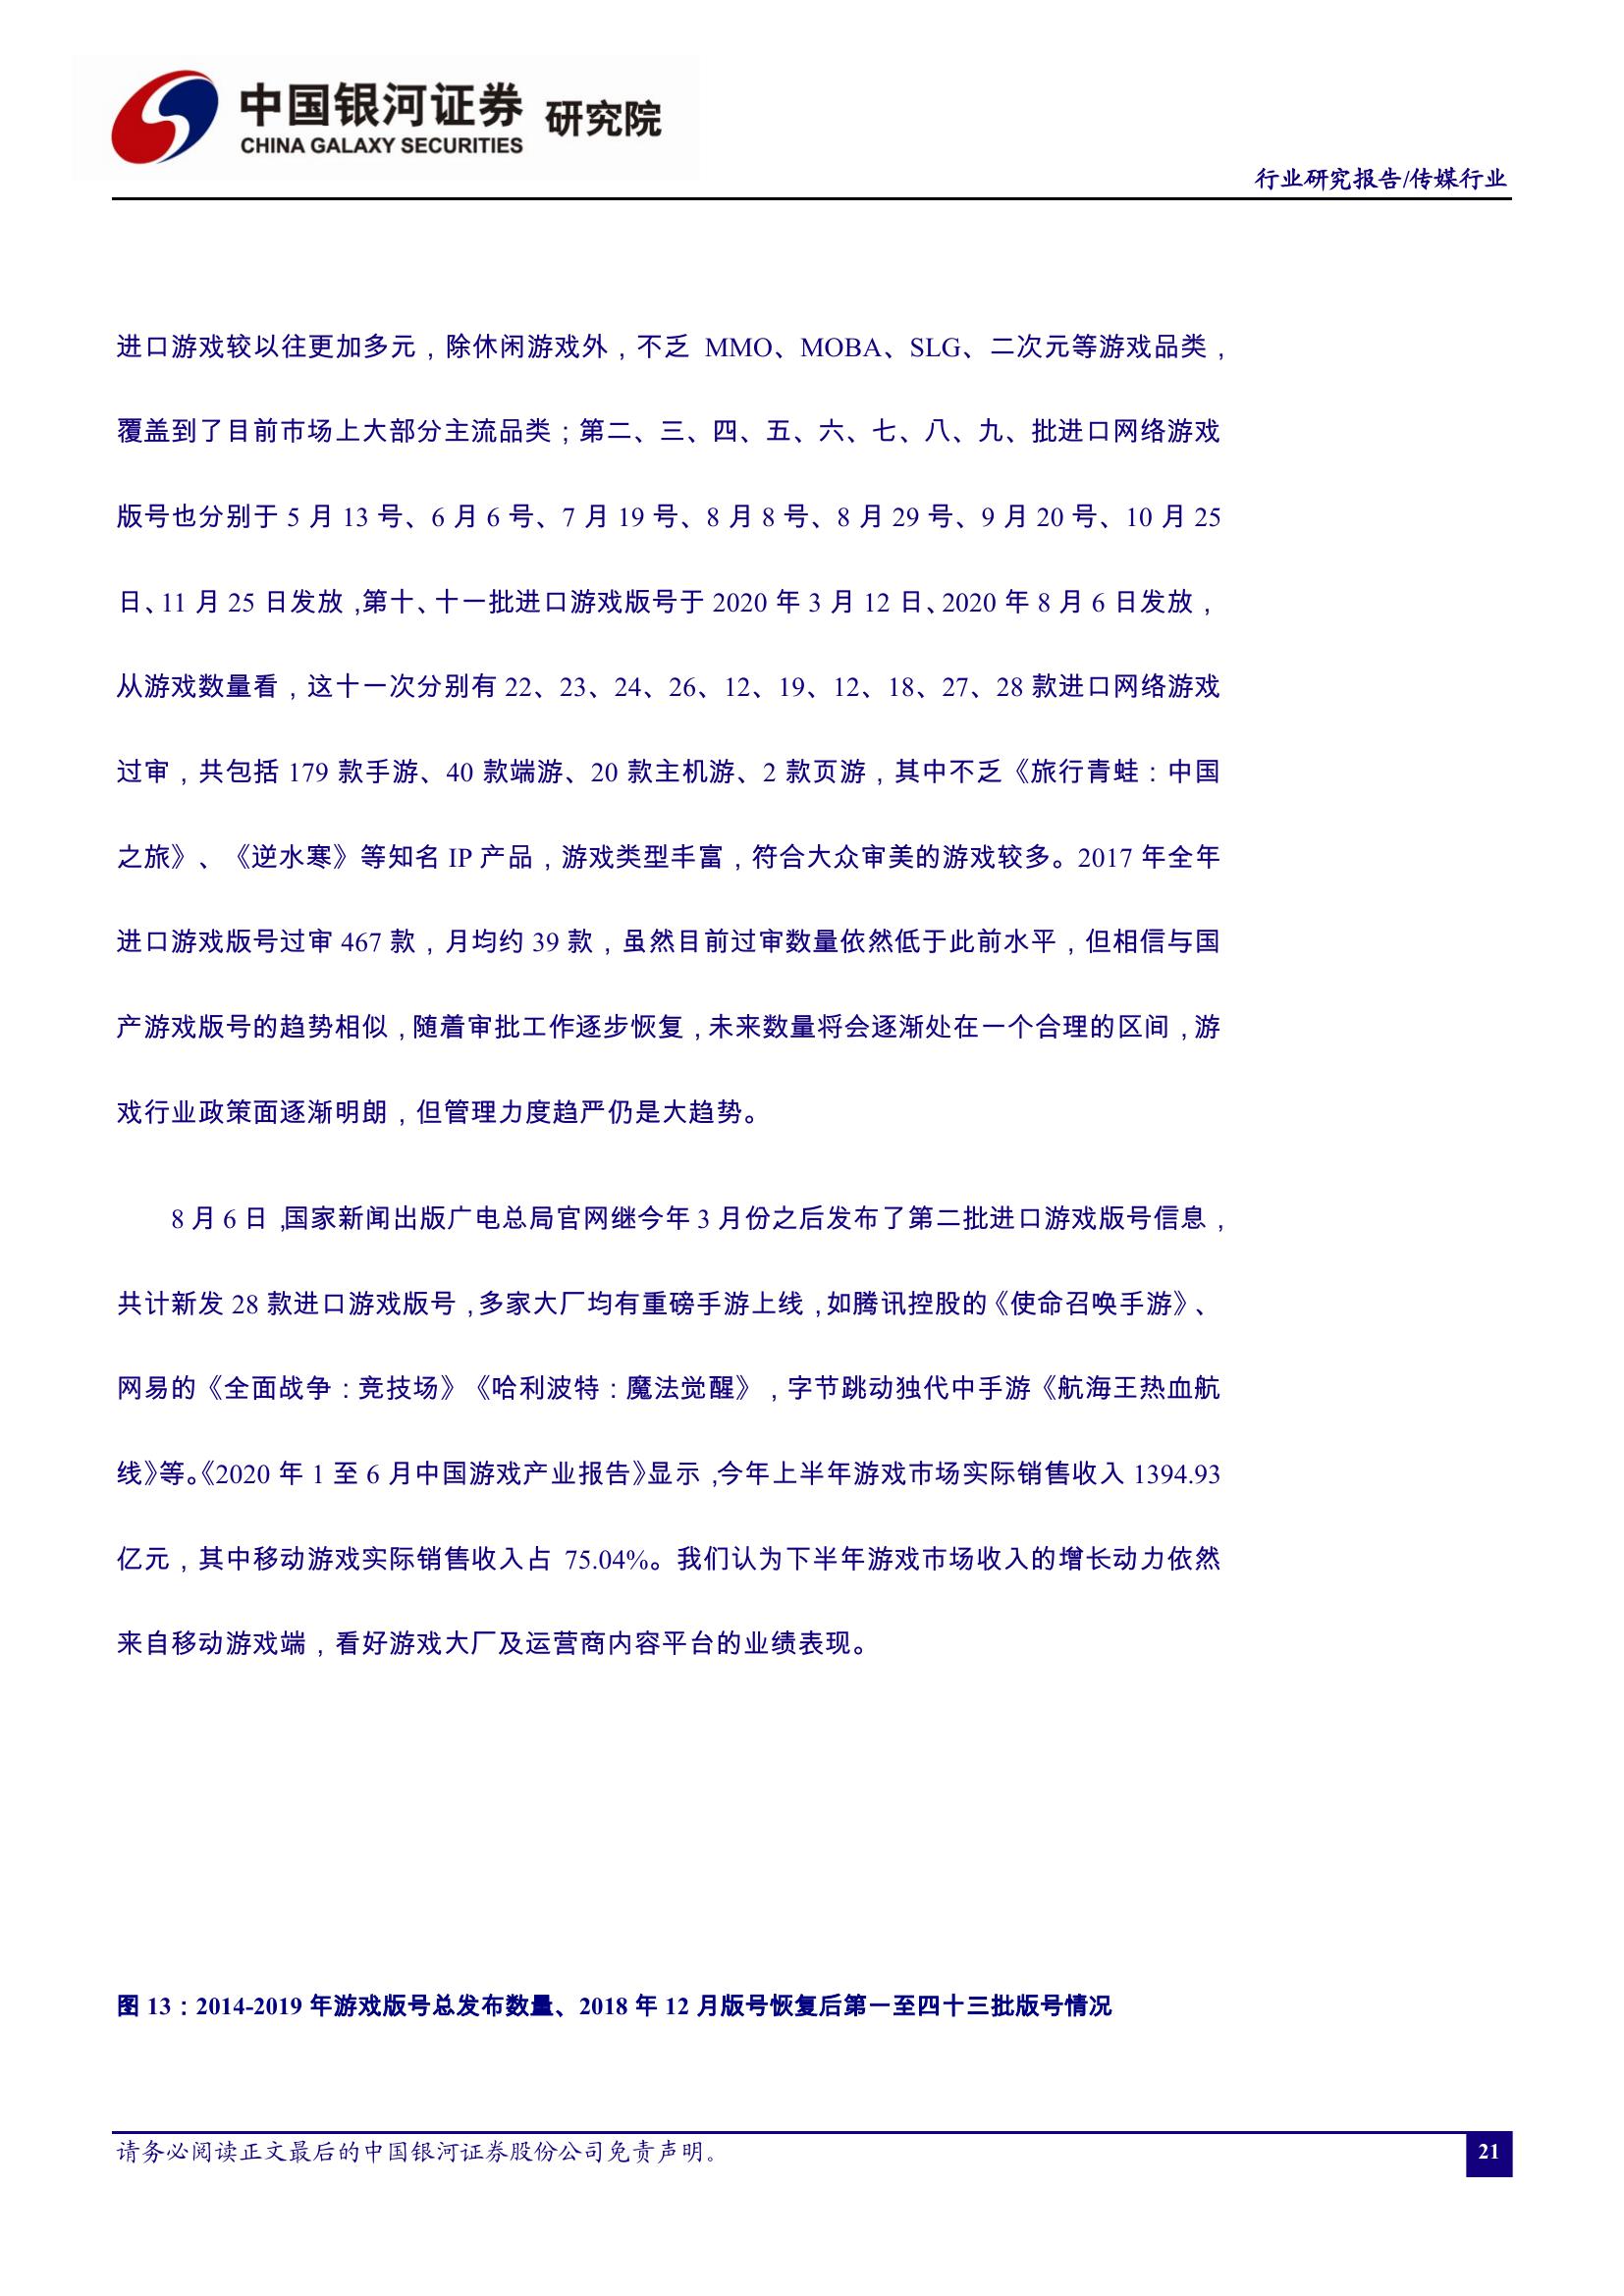 中国银河证券 研究院
CHINA GALAXY SECURITIES
行业研究报告/传媒行业
进口游戏较以往更加多元，除休闲游戏外，不乏 MMO、MOBA、SLG、二次元等游戏品类，
覆盖到了目前市场上大部分主流品类；第二、三、四、五、六、七、八、九、批进口网络游戏
版号也分别于 5 月 13 号、6 月 6 号、7 月 19 号、8 月 8 号、8 月 29 号、9 月 20 号、10 月 25
日、11 月 25 日发放，第十、十一批进口游戏版号于 2020 年 3 月 12 日、2020 年 8 月 6 日发放，
从游戏数量看，这十一次分别有 22、23、24、26、12、19、12、18、27、28 款进口网络游戏
过审，共包括 179 款手游、40 款端游、20 款主机游、2 款页游，其中不乏《旅行青蛙：中国
之旅》、《逆水寒》等知名 IP 产品，游戏类型丰富，符合大众审美的游戏较多。2017 年全年
进口游戏版号过审 467 款，月均约 39 款，虽然目前过审数量依然低于此前水平，但相信与国
产游戏版号的趋势相似，随着审批工作逐步恢复，未来数量将会逐渐处在一个合理的区间，游
戏行业政策面逐渐明朗，但管理力度趋严仍是大趋势。
8 月 6 日，国家新闻出版广电总局官网继今年 3 月份之后发布了第二批进口游戏版号信息，
共计新发 28 款进口游戏版号，多家大厂均有重磅手游上线，如腾讯控股的《使命召唤手游》、
网易的《全面战争：竞技场》《哈利波特：魔法觉醒》，字节跳动独代中手游《航海王热血航
线》等。《2020 年 1 至 6 月中国游戏产业报告》显示，今年上半年游戏市场实际销售收入 1394.93
亿元，其中移动游戏实际销售收入占 75.04%。我们认为下半年游戏市场收入的增长动力依然
来自移动游戏端，看好游戏大厂及运营商内容平台的业绩表现。
图 13：2014-2019 年游戏版号总发布数量、2018 年 12 月版号恢复后第一至四十三批版号情况
请务必阅读正文最后的中国银河证券股份公司免责声明。
21